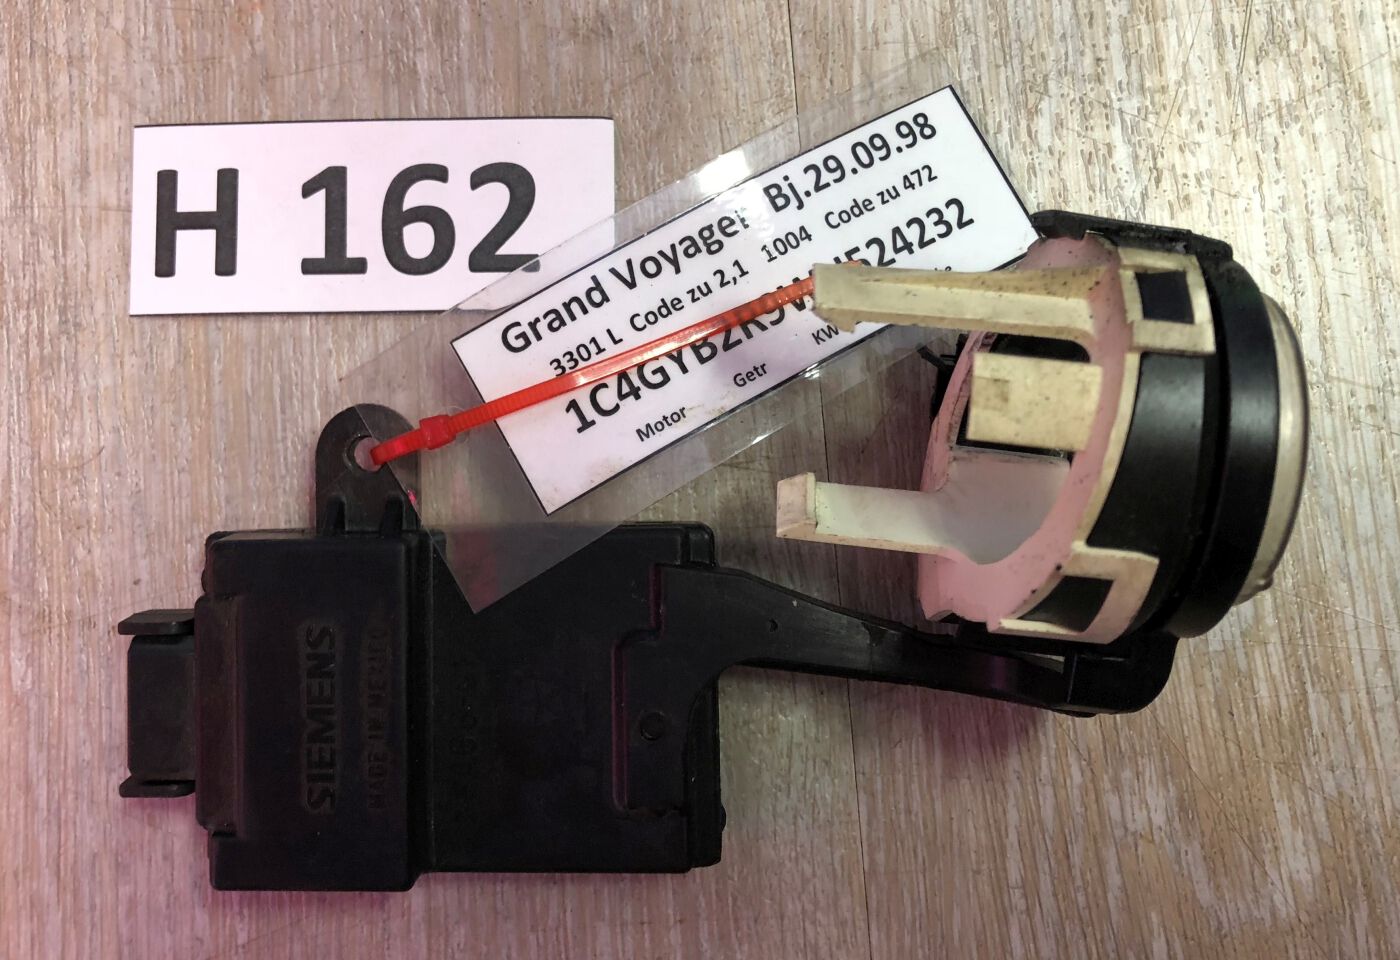 H 162
Grand Voyager Bj.29.09.98
3301 L Code zu 2,1 1004 Code zu 472
Motor Getr KW
SIEMENS
MADE IN MEXICO